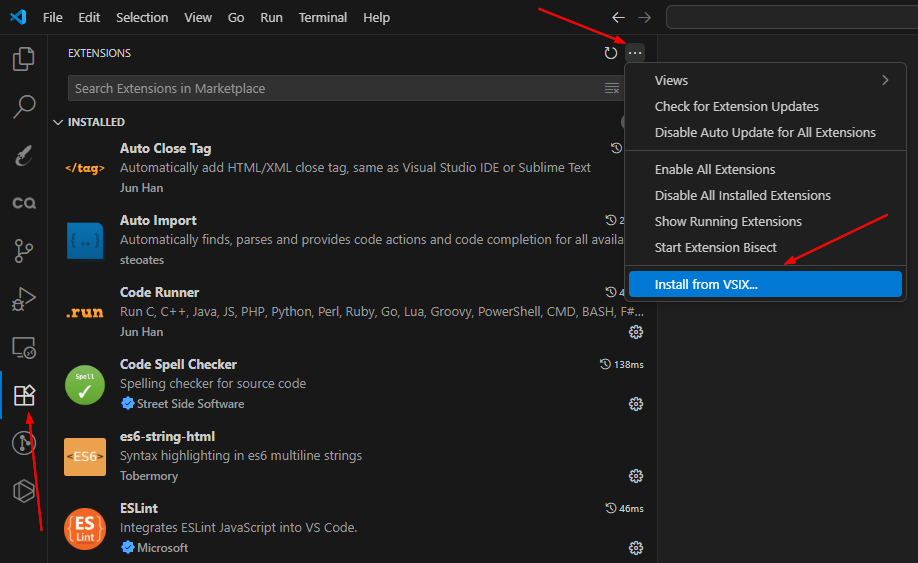 File Edit Selection View Go Run Terminal Help
EXTENSIONS
Search Extensions in Marketplace
INSTALLED
</tag>
Auto Close Tag
Automatically add HTML/XML close tag, same as Visual Studio IDE or Sublime Text
Jun Han
{..}
Auto Import
2
Automatically finds, parses and provides code actions and code completion for all availa
steoates
.run
Code Runner
4
Run C, C++, Java, JS, PHP, Python, Perl, Ruby, Go, Lua, Groovy, PowerShell, CMD, BASH, F#...
Jun Han
Spell
Code Spell Checker
138ms
Spelling checker for source code
Street Side Software
<ES6>
es6-string-html
Syntax highlighting in es6 multiline strings
Tobermory
{ES}
Lint
ESLint
46ms
Integrates ESLint JavaScript into VS Code.
Microsoft
Views
Check for Extension Updates
Disable Auto Update for All Extensions
Enable All Extensions
Disable All Installed Extensions
Show Running Extensions
Start Extension Bisect
Install from VSIX...